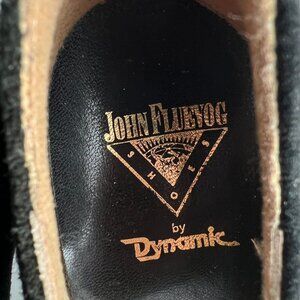 JOHN FLUEVOG
SHOES
by
Dynamic